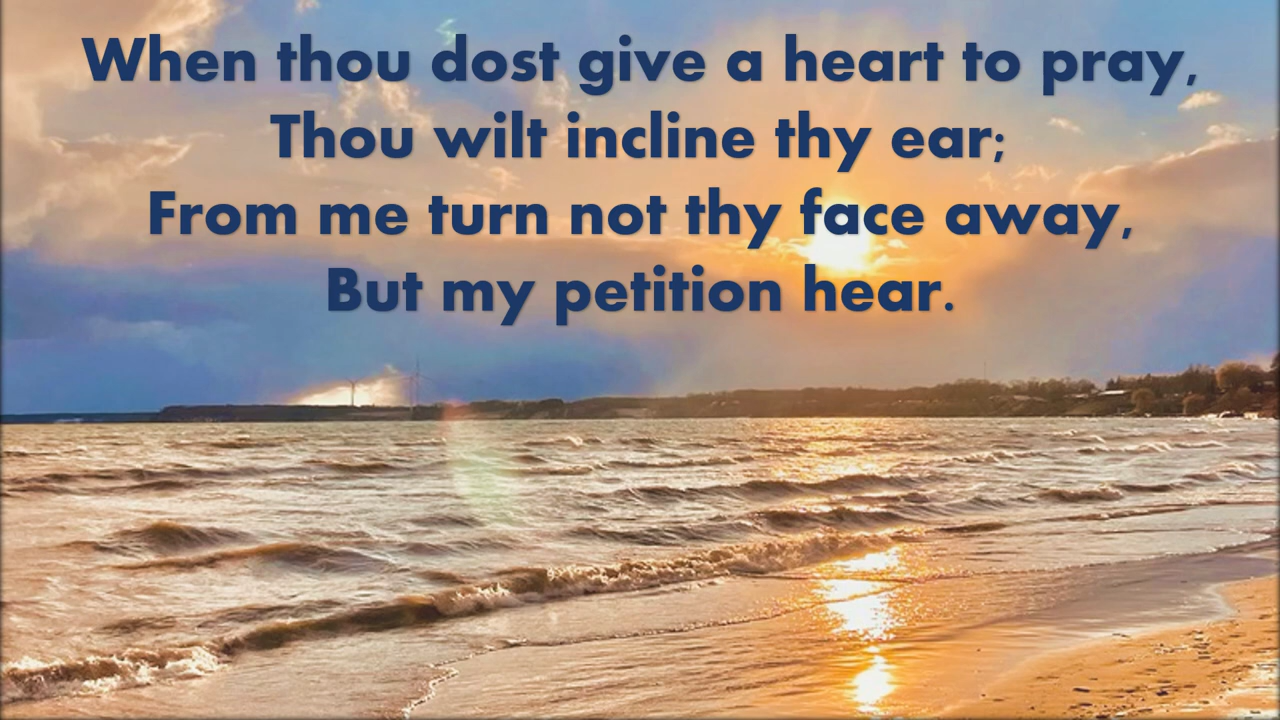 When thou dost give a heart to pray,
Thou wilt incline thy ear;
From me turn not thy face away,
But my petition hear.